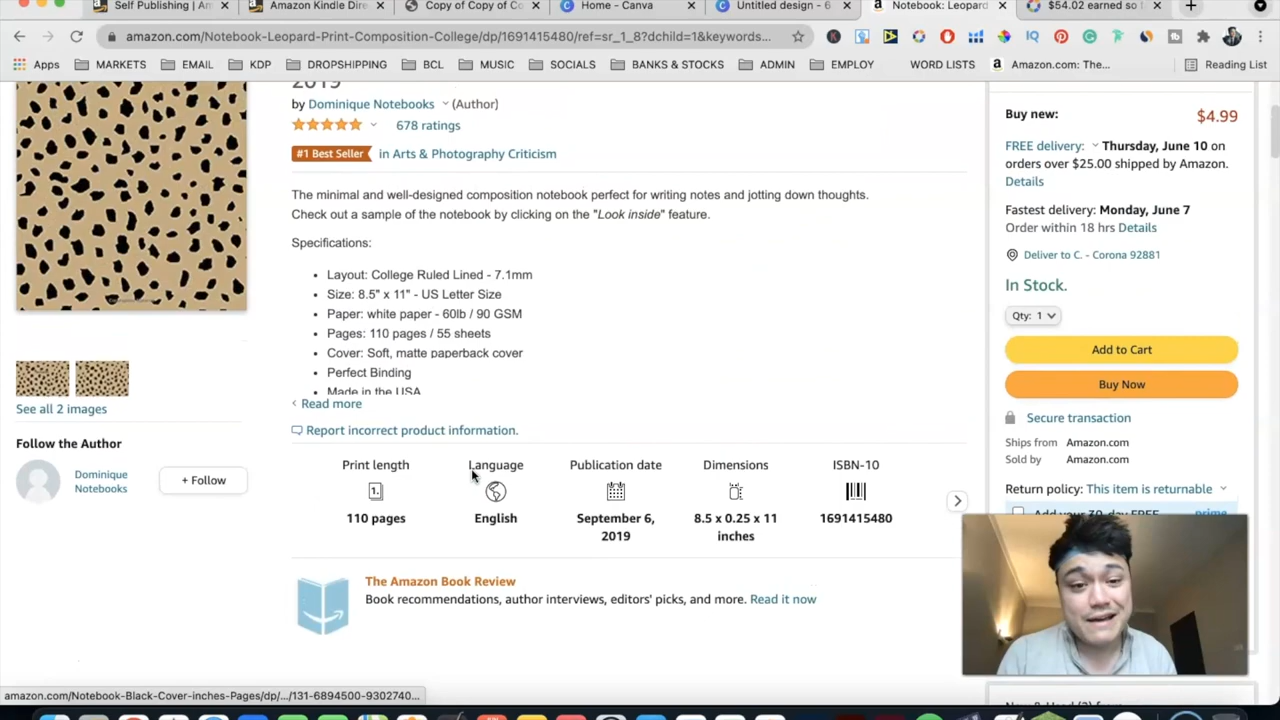 Self Publishing | Am
Amazon Kindle Dire
Copy of Copy of Co
Home - Canva
Untitled design - 6
Notebook: Leopard
$54.02 earned so
amazon.com/Notebook-Leopard-Print-Composition-College/dp/1691415480/ref=sr_1_8?dchild=1&keywords...
Apps
MARKETS
EMAIL
KDP
DROPSHIPPING
BCL
MUSIC
SOCIALS
BANKS & STOCKS
ADMIN
EMPLOY
WORD LISTS
Amazon.com: The...
Reading List
2019
by Dominique Notebooks (Author)
678 ratings
#1 Best Seller in Arts & Photography Criticism
The minimal and well-designed composition notebook perfect for writing notes and jotting down thoughts.
Check out a sample of the notebook by clicking on the "Look inside" feature.
Specifications:
• Layout: College Ruled Lined - 7.1mm
• Size: 8.5" x 11" - US Letter Size
• Paper: white paper - 60lb / 90 GSM
• Pages: 110 pages / 55 sheets
• Cover: Soft, matte paperback cover
• Perfect Binding
• Made in the USA
Read more
Report incorrect product information.
See all 2 images
Follow the Author
Dominique
Notebooks
+ Follow
Print length
110 pages
Language
English
Publication date
September 6,
2019
Dimensions
8.5 x 0.25 x 11
inches
ISBN-10
1691415480
The Amazon Book Review
Book recommendations, author interviews, editors' picks, and more. Read it now
Buy new: $4.99
FREE delivery: Thursday, June 10 on
orders over $25.00 shipped by Amazon.
Details
Fastest delivery: Monday, June 7
Order within 18 hrs Details
Deliver to C. - Corona 92881
In Stock.
Qty: 1
Add to Cart
Buy Now
Secure transaction
Ships from Amazon.com
Sold by Amazon.com
Return policy: This item is returnable
Add your 30-day FREE
prime
amazon.com/Notebook-Black-Cover-inches-Pages/dp/.../131-6894500-9302740...